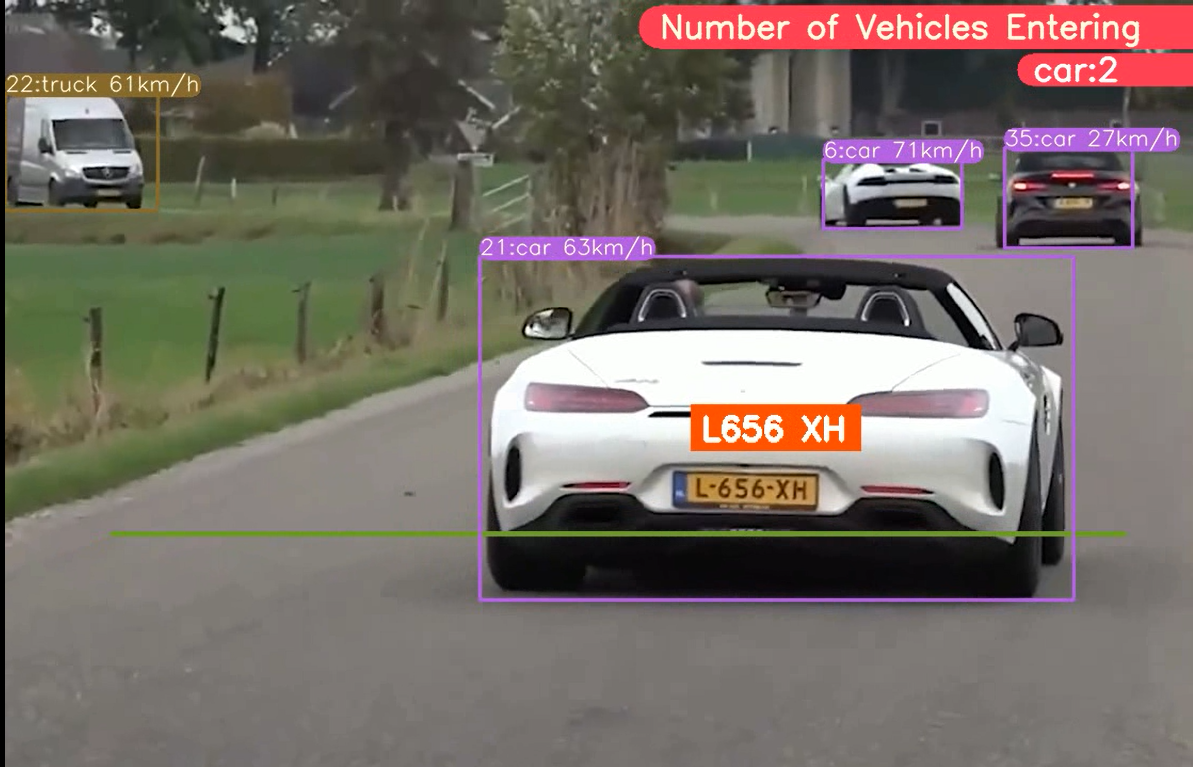 Number of Vehicles Entering
car:2
22:truck 61km/h
6:car 71km/h
35:car 27km/h
21:car 63km/h
L656 XH
L-656-XH